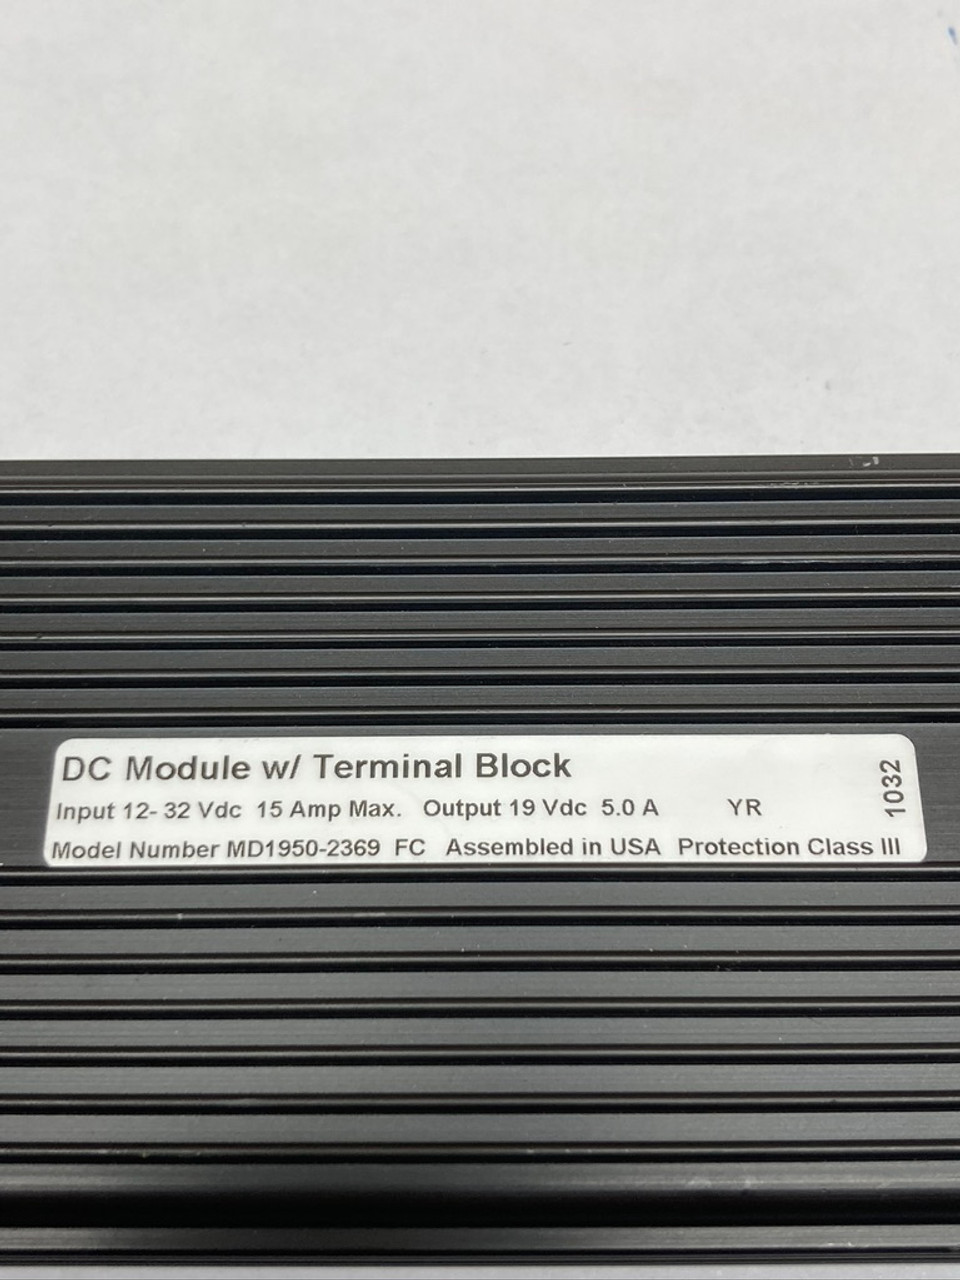 DC Module w/ Terminal Block
Input 12- 32 Vdc 15 Amp Max. Output 19 Vdc 5.0 A YR
Model Number MD1950-2369 FC Assembled in USA Protection Class III
1032